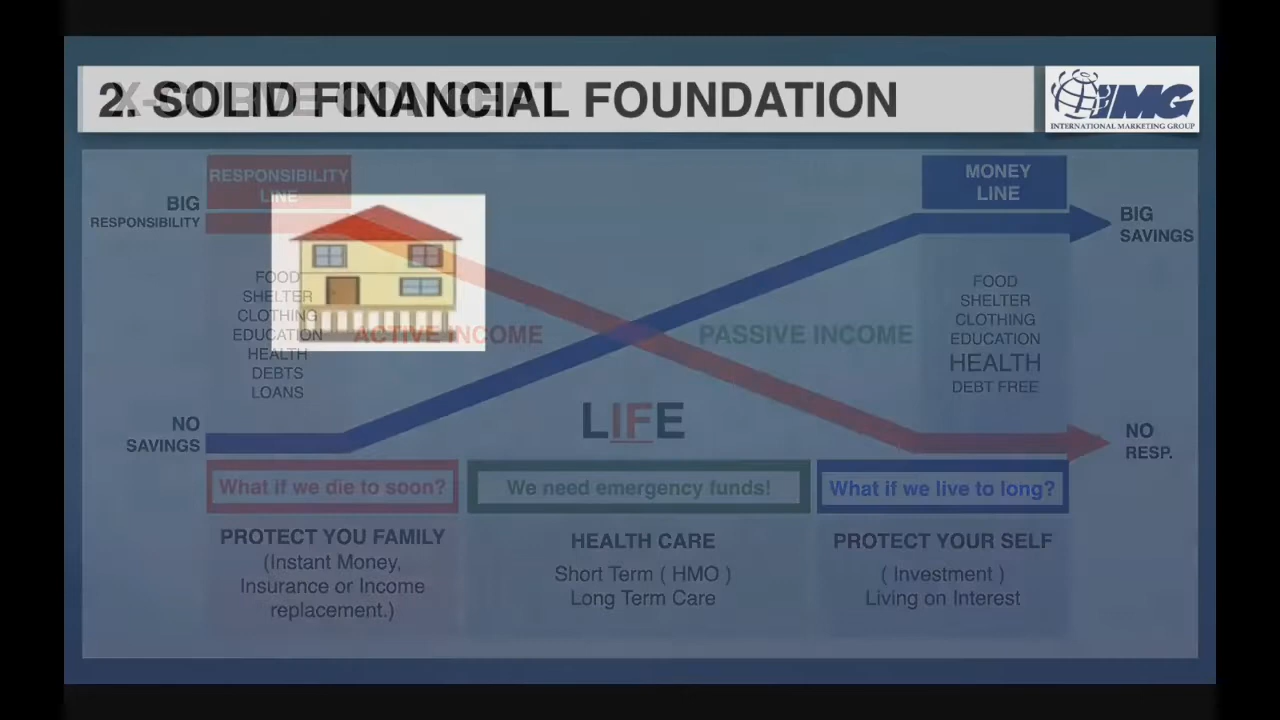 2. SOLID FINANCIAL FOUNDATION
X-CURVE CONCEPT
IMG
INTERNATIONAL MARKETING GROUP
RESPONSIBILITY
LINE
MONEY
LINE
BIG
RESPONSIBILITY
BIG
SAVINGS
FOOD
SHELTER
CLOTHING
EDUCATION
HEALTH
DEBTS
LOANS
ACTIVE INCOME
PASSIVE INCOME
FOOD
SHELTER
CLOTHING
EDUCATION
HEALTH
DEBT FREE
LIFE
NO
SAVINGS
NO
RESP.
What if we die to soon?
We need emergency funds!
What if we live to long?
PROTECT YOU FAMILY
(Instant Money,
Insurance or Income
replacement.)
HEALTH CARE
Short Term ( HMO )
Long Term Care
PROTECT YOUR SELF
( Investment )
Living on Interest